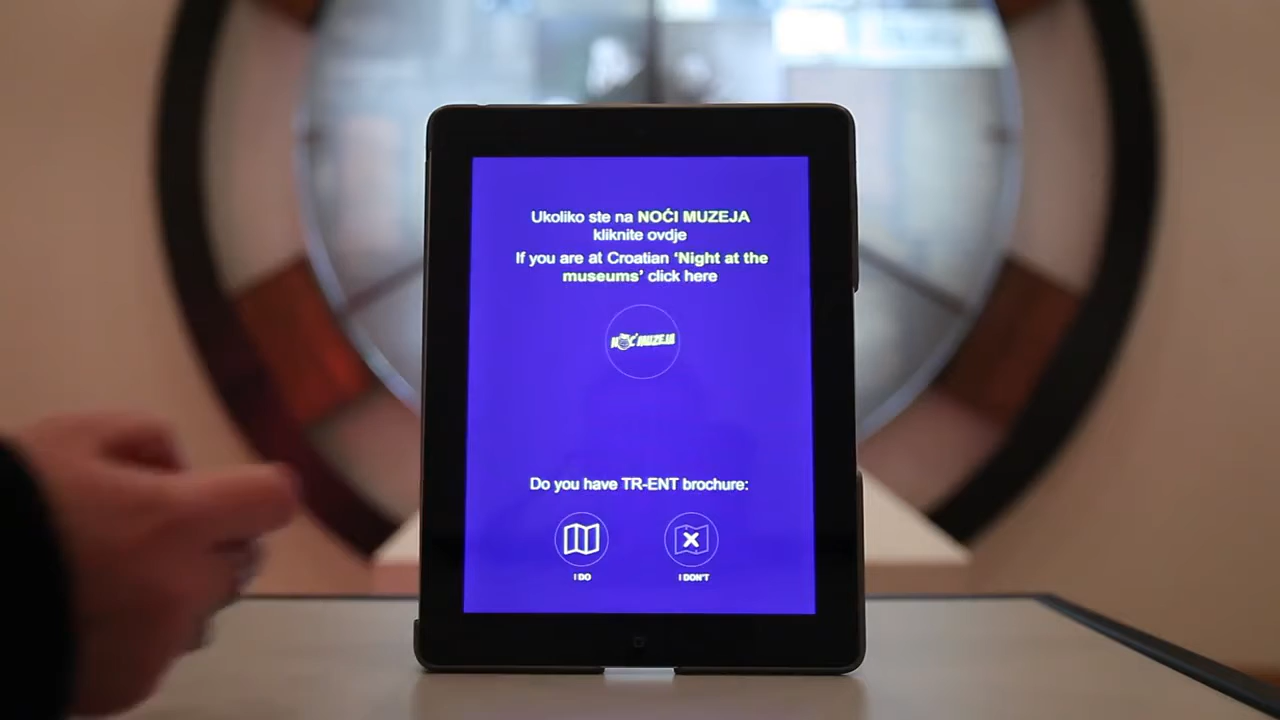 Ukoliko ste na NOĆI MUZEJA
kliknite ovdje
If you are at Croatian ‘Night at the
museums’ click here
NOĆ MUZEJA
Do you have TR-ENT brochure:
I DO
I DON'T